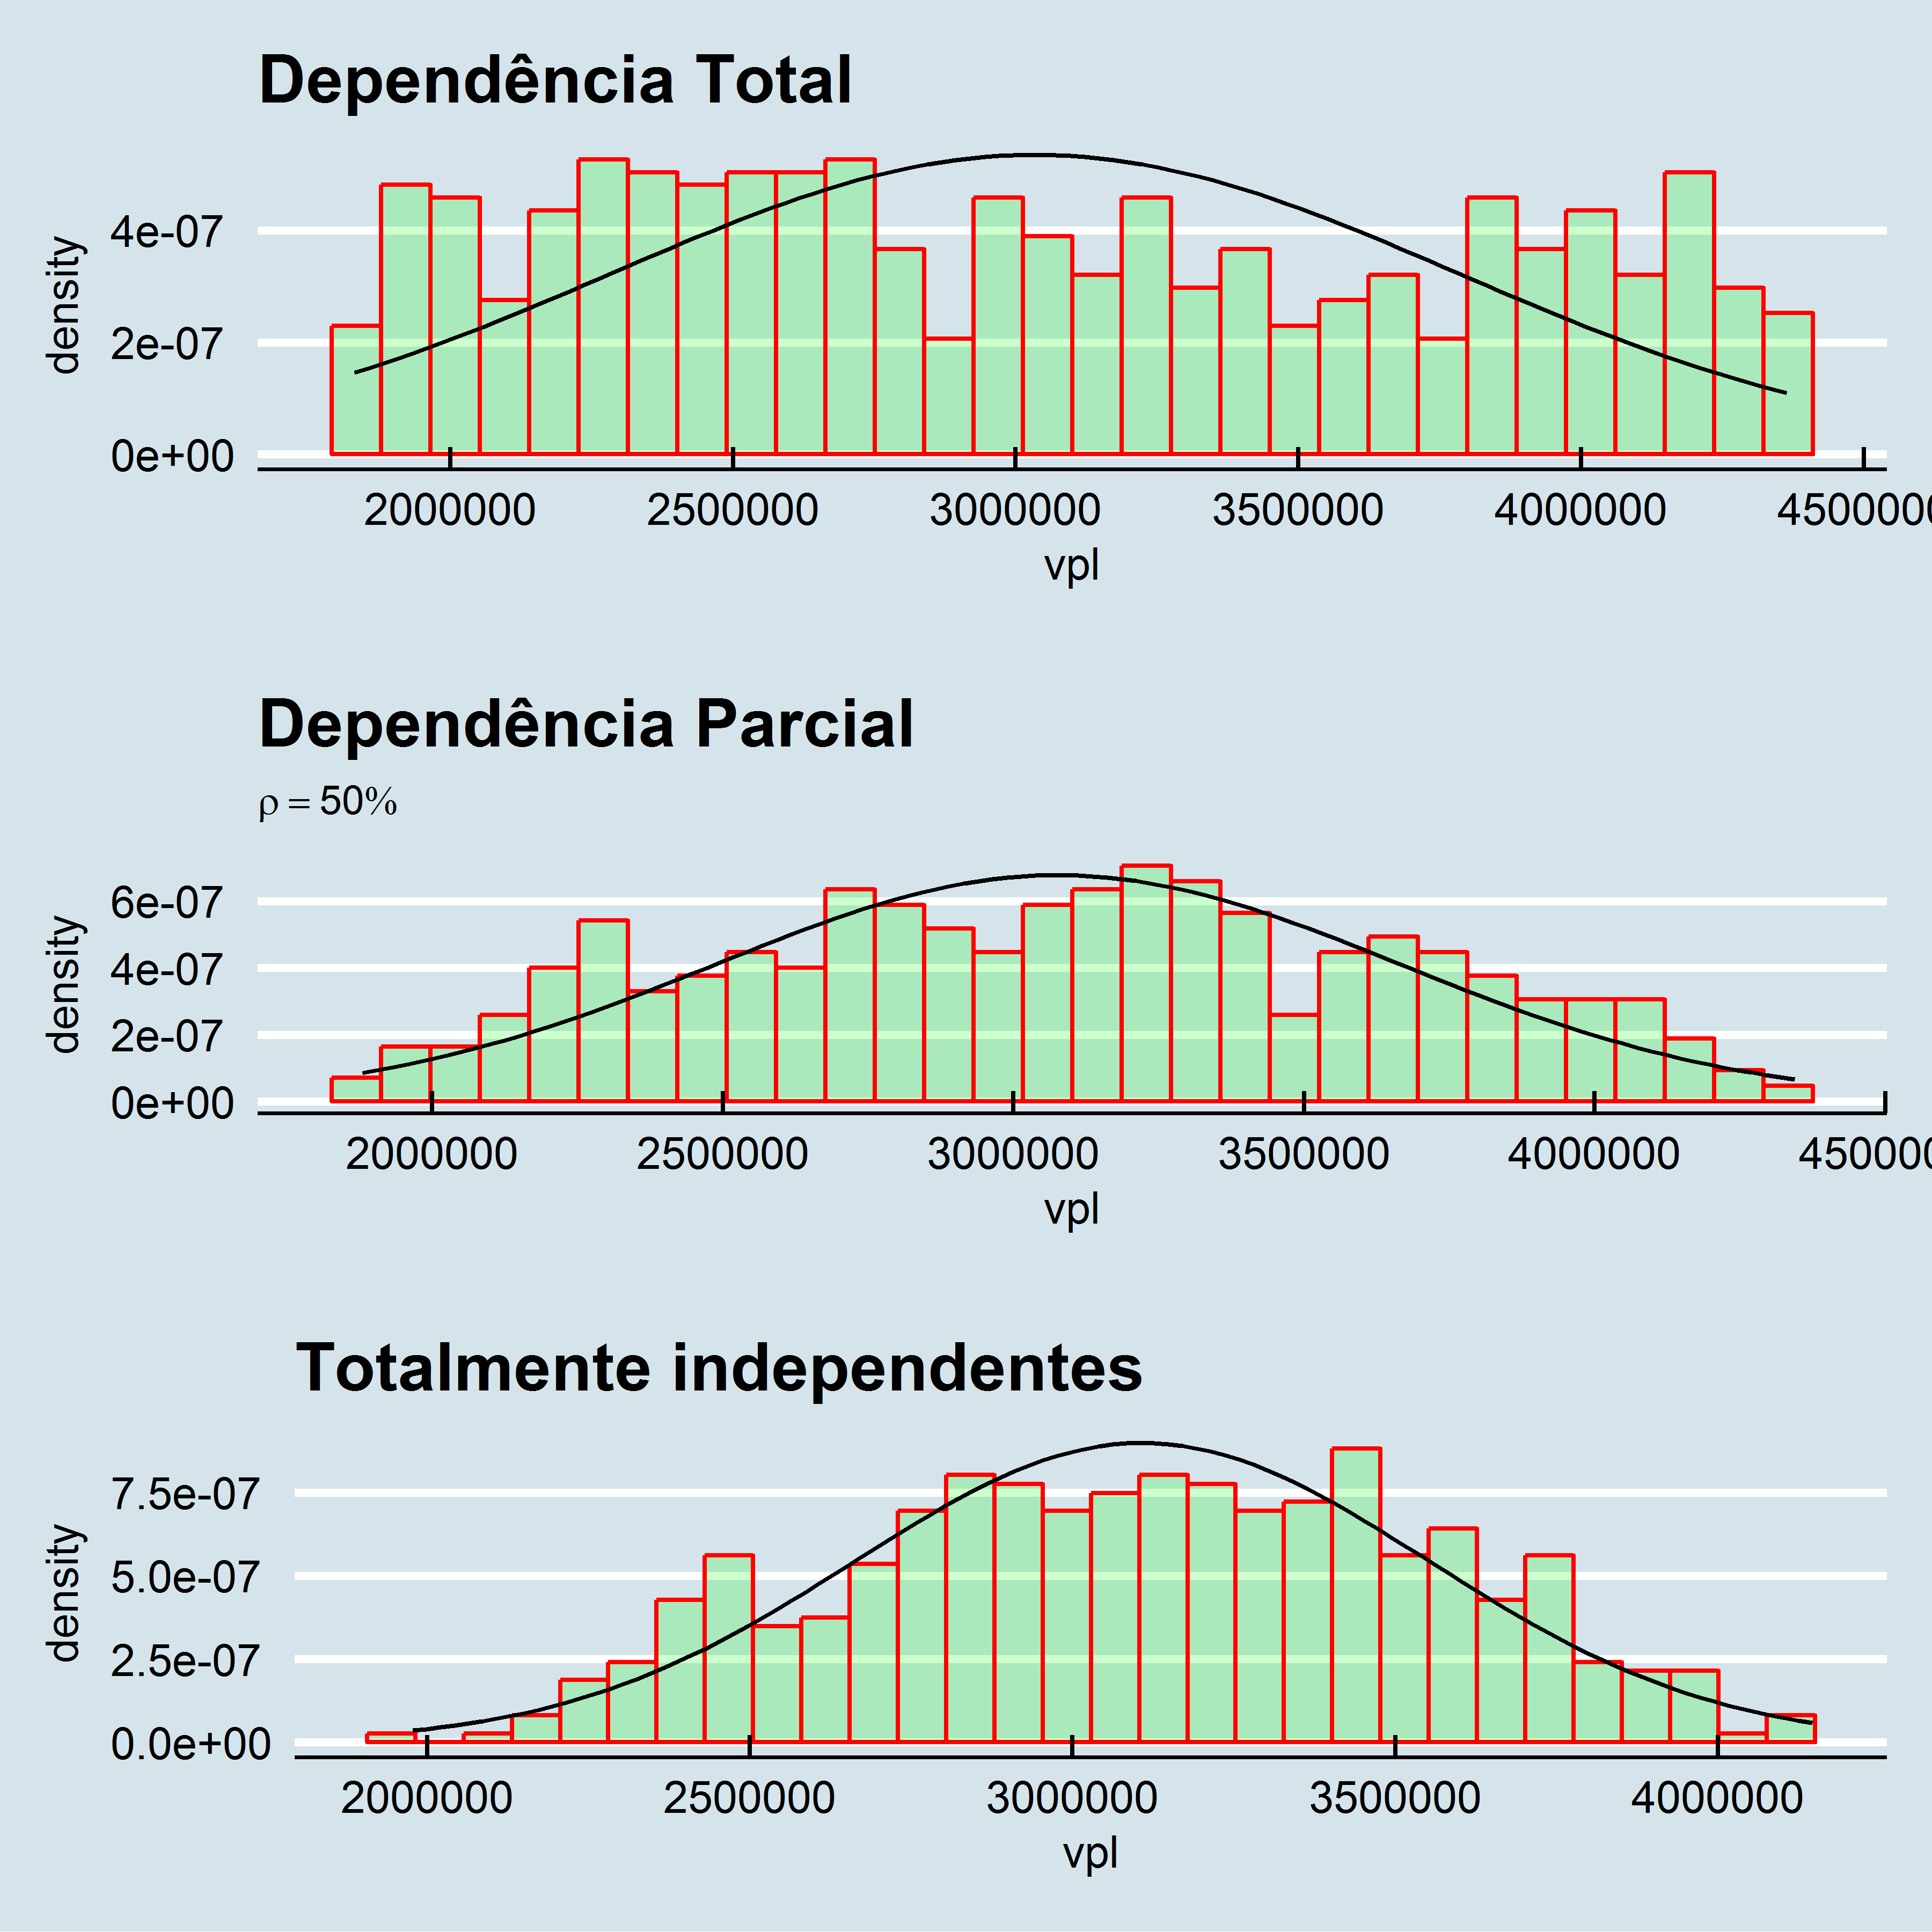 Dependência Total
density
4e-07
2e-07
0e+00
2000000 2500000 3000000 3500000 4000000 4500000
vpl
Dependência Parcial
ρ = 50%
density
6e-07
4e-07
2e-07
0e+00
2000000 2500000 3000000 3500000 4000000 450000
vpl
Totalmente independentes
density
7.5e-07
5.0e-07
2.5e-07
0.0e+00
2000000 2500000 3000000 3500000 4000000
vpl